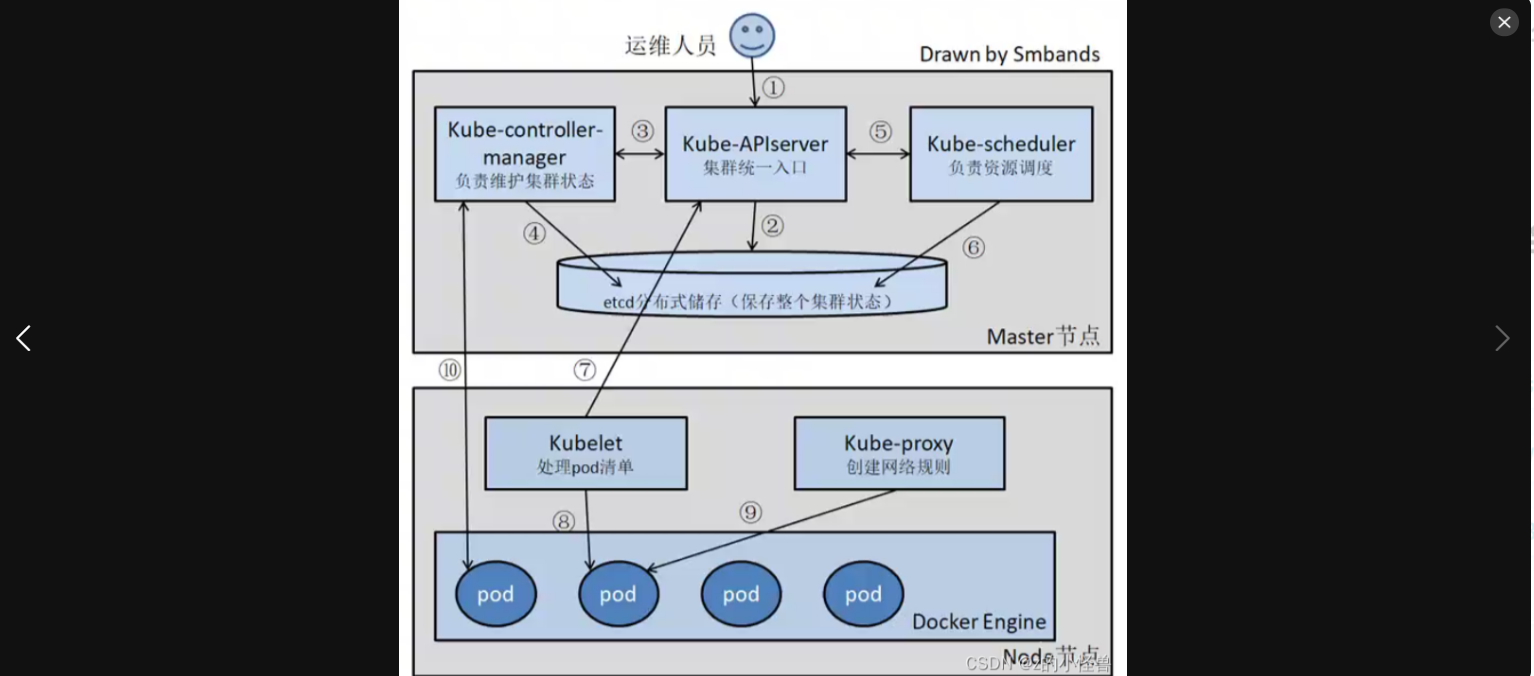 运维人员
Drawn by Smbands
①
Kube-controller-
manager
负责维护集群状态
③
Kube-APIserver
集群统一入口
⑤
Kube-scheduler
负责资源调度
④
②
⑥
etcd分布式储存（保存整个集群状态）
Master节点
⑩
⑦
Kubelet
处理pod清单
Kube-proxy
创建网络规则
⑧
⑨
pod
pod
pod
pod
Docker Engine
Node节点
CSDN @z的小怪兽